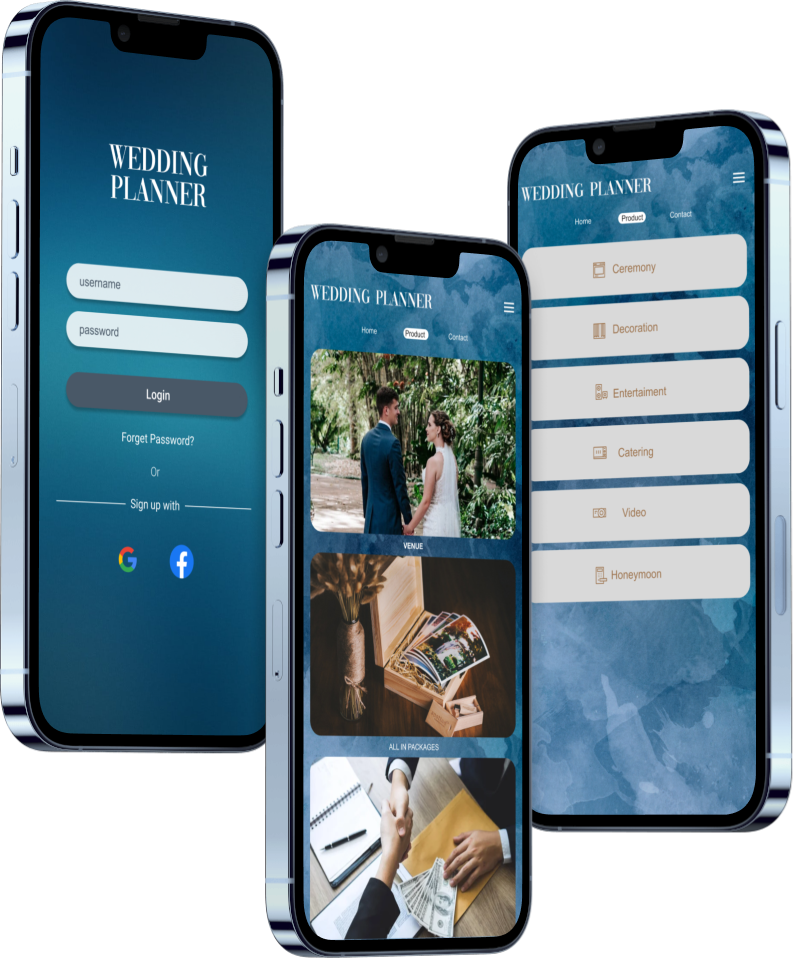 WEDDING
PLANNER
username
password
Login
Forget Password?
Or
Sign up with
WEDDING PLANNER
Home
Product
Contact
VENUE
ALL IN PACKAGES
WEDDING PLANNER
Home
Product
Contact
Ceremony
Decoration
Entertaiment
Catering
Video
Honeymoon